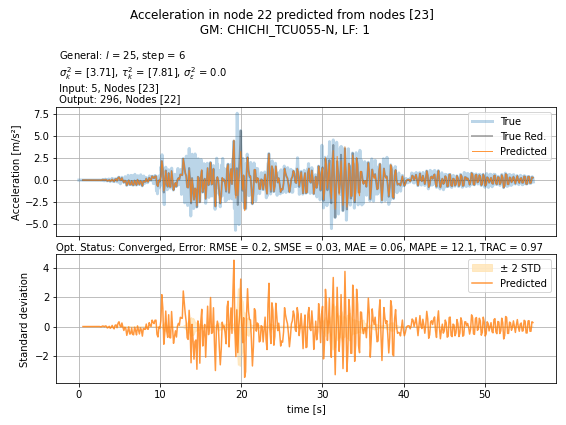 Acceleration in node 22 predicted from nodes [23]
GM: CHICHI_TCU055-N, LF: 1
General: l = 25, step = 6
σ²ₖ = [3.71], τ²ₖ = [7.81], σ²ε = 0.0
Input: 5, Nodes [23]
Output: 296, Nodes [22]
Acceleration [m/s²]
7.5
5.0
2.5
0.0
−2.5
−5.0
True
True Red.
Predicted
Opt. Status: Converged, Error: RMSE = 0.2, SMSE = 0.03, MAE = 0.06, MAPE = 12.1, TRAC = 0.97
Standard deviation
4
2
0
−2
± 2 STD
Predicted
0 10 20 30 40 50
time [s]